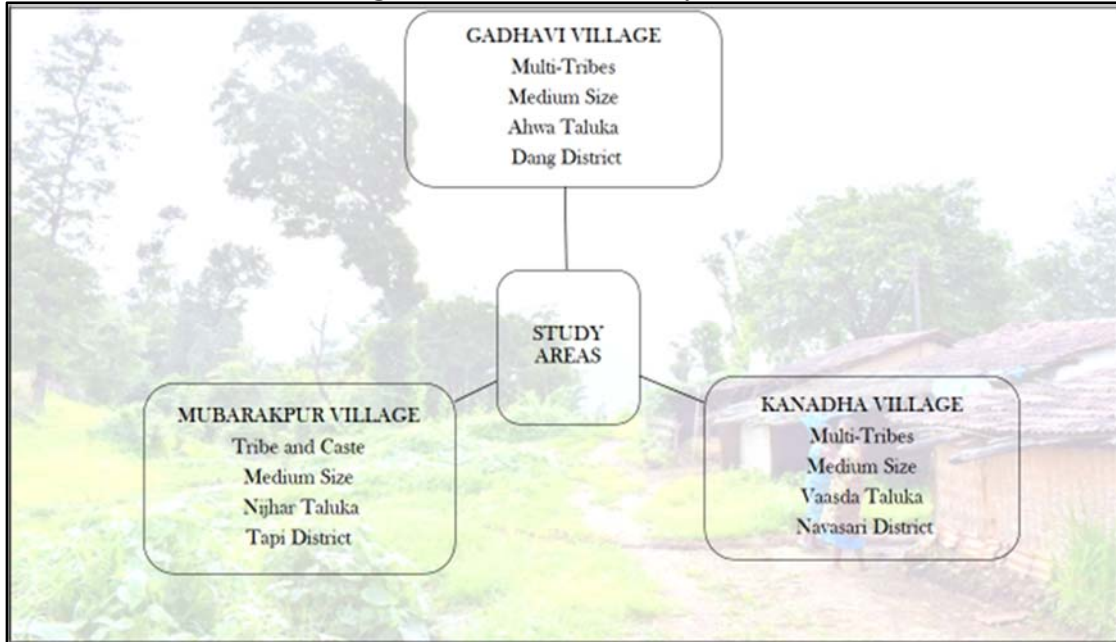 GADHAVI VILLAGE
Multi-Tribes
Medium Size
Ahwa Taluka
Dang District
STUDY
AREAS
MUBARAKPUR VILLAGE
Tribe and Caste
Medium Size
Nijhar Taluka
Tapi District
KANADHA VILLAGE
Multi-Tribes
Medium Size
Vaasda Taluka
Navasari District